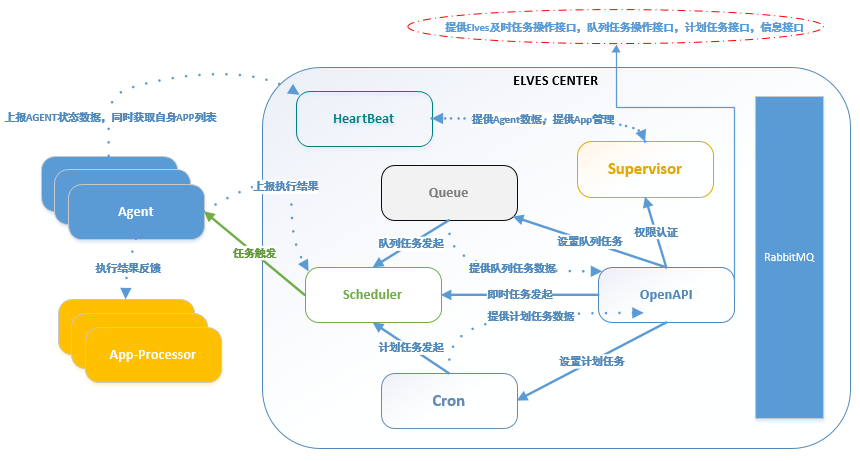 提供Elves及时任务操作接口，队列任务操作接口，计划任务接口，信息接口
ELVES CENTER
HeartBeat
上报AGENT状态数据，同时获取自身APP列表
提供Agent数据，提供App管理
Supervisor
Queue
上报执行结果
Agent
权限认证
队列任务发起
设置队列任务
任务触发
RabbitMQ
执行结果反馈
提供队列任务数据
Scheduler
即时任务发起
OpenAPI
提供计划任务数据
App-Processor
计划任务发起
设置计划任务
Cron